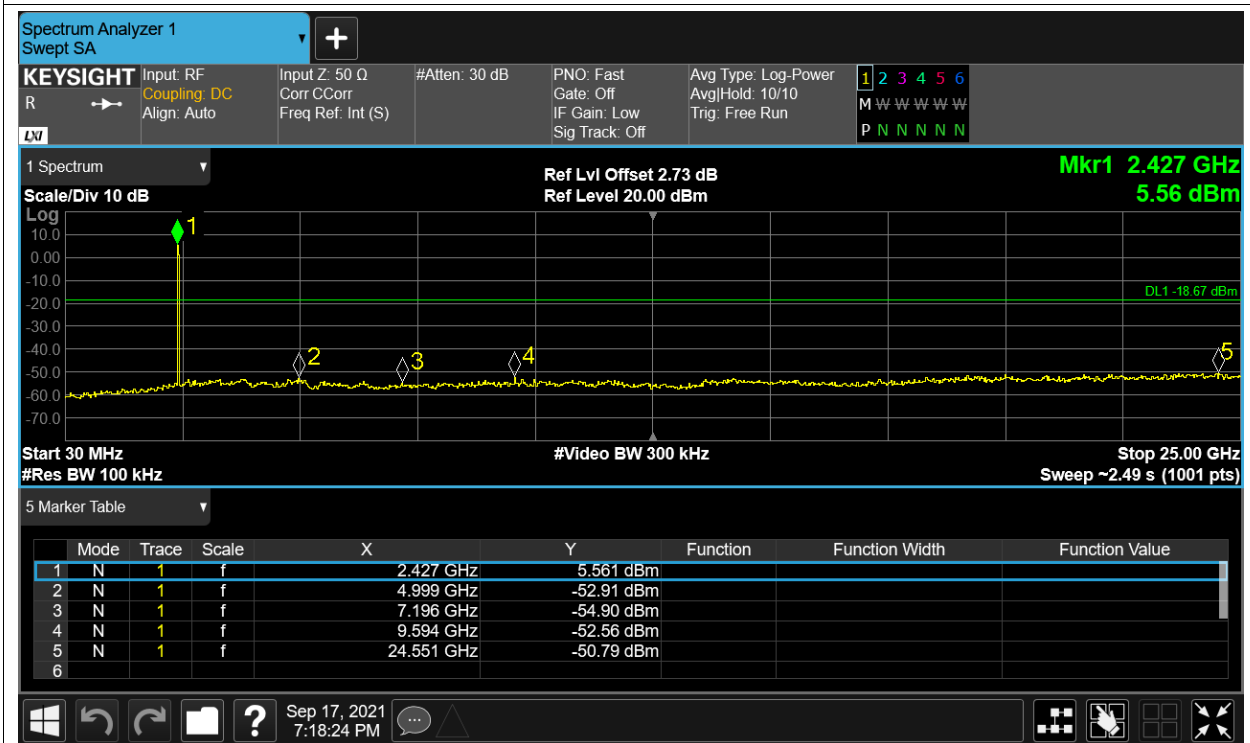 Spectrum Analyzer 1
Swept SA
KEYSIGHT
R
LXI
Input: RF
Coupling: DC
Align: Auto
Input Z: 50 Ω
Corr CCorr
Freq Ref: Int (S)
#Atten: 30 dB
PNO: Fast
Gate: Off
IF Gain: Low
Sig Track: Off
Avg Type: Log-Power
Avg|Hold: 10/10
Trig: Free Run
1 2 3 4 5 6
M W W W W W
P N N N N N
1 Spectrum
Scale/Div 10 dB
Ref Lvl Offset 2.73 dB
Ref Level 20.00 dBm
Mkr1 2.427 GHz
5.56 dBm
Log
10.0
0.00
-10.0
-20.0
-30.0
-40.0
-50.0
-60.0
-70.0
1
2
3
4
5
DL1 -18.67 dBm
Start 30 MHz
#Video BW 300 kHz
Stop 25.00 GHz
#Res BW 100 kHz
Sweep ~2.49 s (1001 pts)
5 Marker Table
Mode Trace Scale X Y Function Function Width Function Value
1 N 1 f 2.427 GHz 5.561 dBm
2 N 1 f 4.999 GHz -52.91 dBm
3 N 1 f 7.196 GHz -54.90 dBm
4 N 1 f 9.594 GHz -52.56 dBm
5 N 1 f 24.551 GHz -50.79 dBm
6
?
Sep 17, 2021
7:18:24 PM